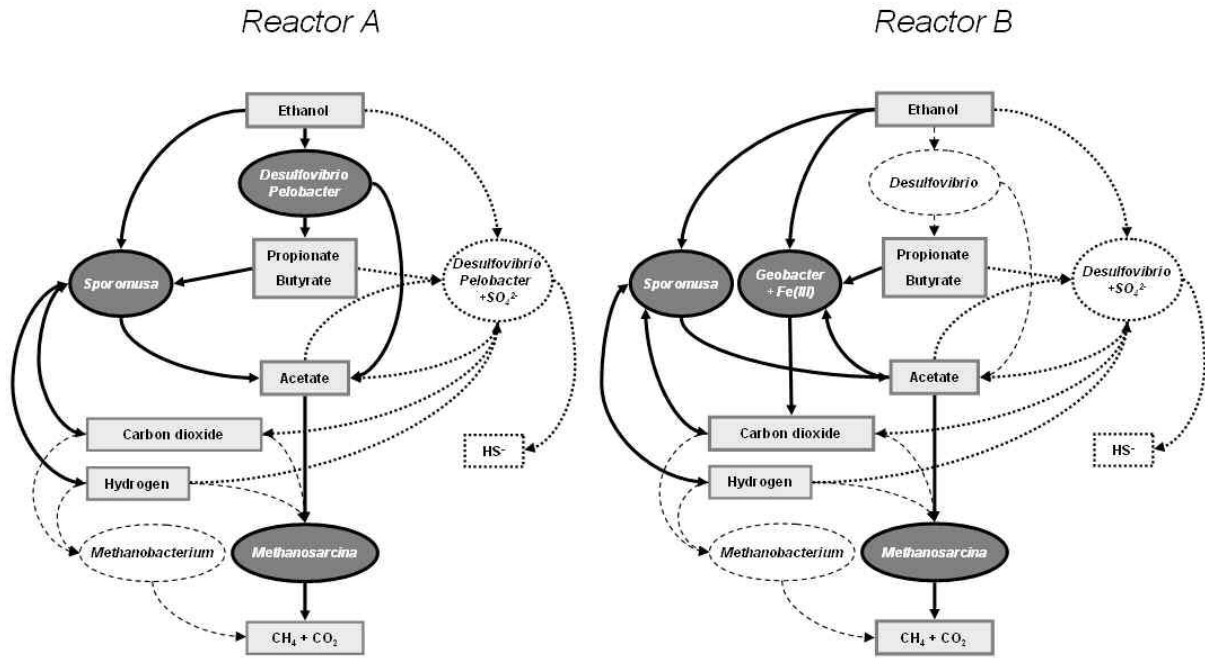 Reactor A
Ethanol
Desulfovibrio
Pelobacter
Sporomusa
Propionate
Butyrate
Desulfovibrio
Pelobacter
+SO₄²⁻
Acetate
Carbon dioxide
HS⁻
Hydrogen
Methanobacterium
Methanosarcina
CH₄ + CO₂
Reactor B
Ethanol
Desulfovibrio
Sporomusa
Geobacter
+ Fe(III)
Propionate
Butyrate
Desulfovibrio
+SO₄²⁻
Acetate
Carbon dioxide
HS⁻
Hydrogen
Methanobacterium
Methanosarcina
CH₄ + CO₂